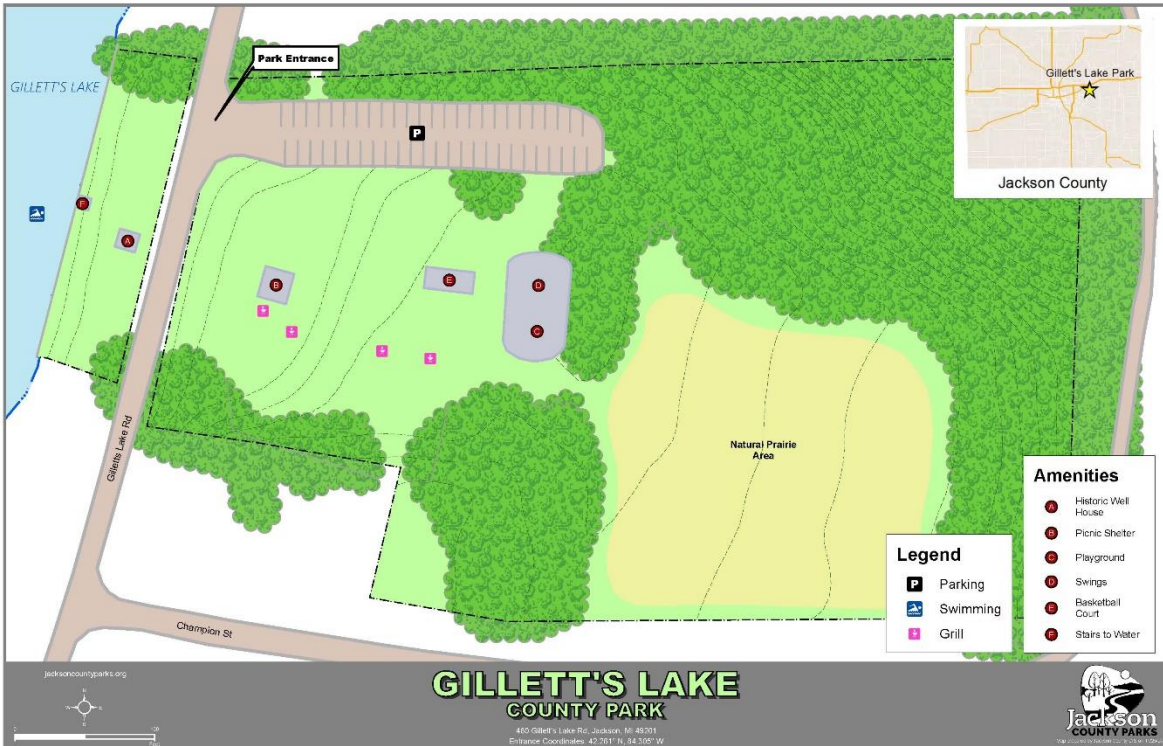 Park Entrance
GILLETT'S LAKE
P
Gillett's Lake Park
Jackson County
F
A
B
E
D
C
Gilletts Lake Rd
Natural Prairie
Area
Champion St
Legend
P Parking
Swimming
Grill
Amenities
A Historic Well
House
B Picnic Shelter
C Playground
D Swings
E Basketball
Court
F Stairs to Water
jacksoncountyparks.org
GILLETT'S LAKE
COUNTY PARK
460 Gillett's Lake Rd, Jackson, MI 49201
Entrance Coordinates: 42.261° N, 84.305° W
Jackson
COUNTY PARKS